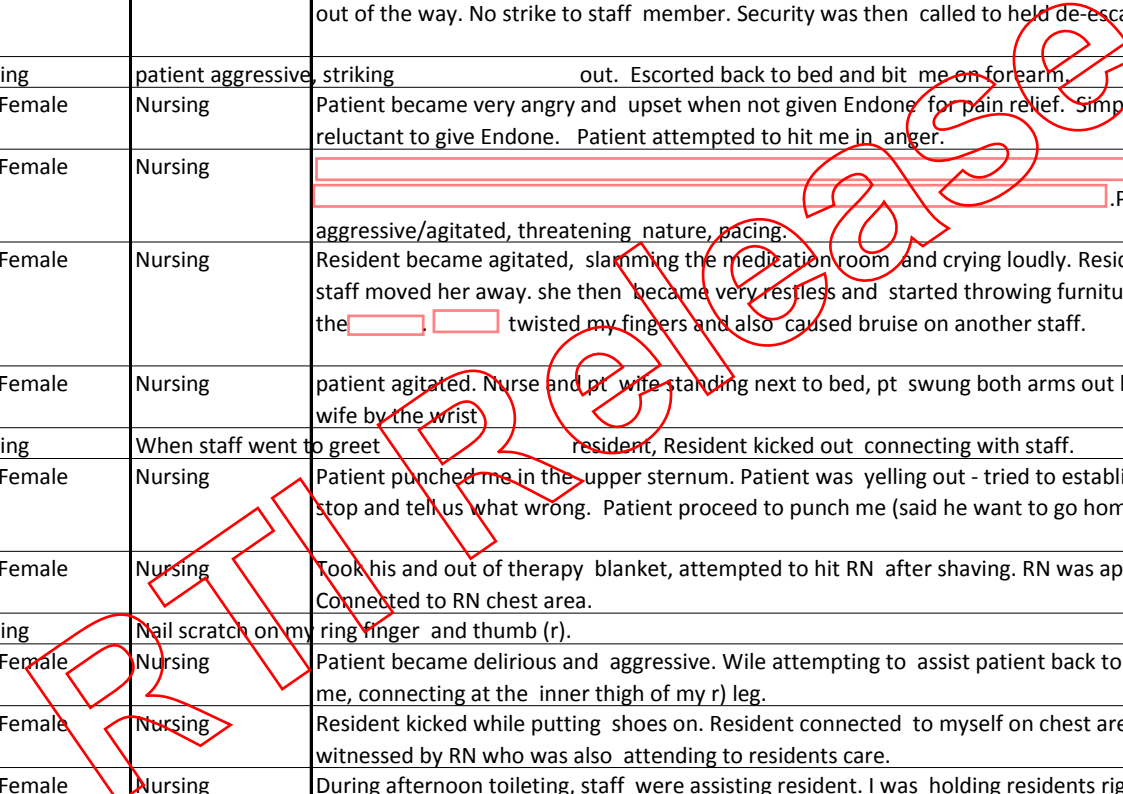 out of the way. No strike to staff member. Security was then called to held de-esca
ing patient aggressive, striking out. Escorted back to bed and bit me on forearm.
Female Nursing Patient became very angry and upset when not given Endone for pain relief. Simp
reluctant to give Endone. Patient attempted to hit me in anger.
Female Nursing
.P
aggressive/agitated, threatening nature, pacing.
Female Nursing Resident became agitated, slamming the medication room and crying loudly. Resid
staff moved her away. she then became very restless and started throwing furnitu
the . twisted my fingers and also caused bruise on another staff.
Female Nursing patient agitated. Nurse and pt wife standing next to bed, pt swung both arms out
wife by the wrist
ing When staff went to greet resident, Resident kicked out connecting with staff.
Female Nursing Patient punched me in the upper sternum. Patient was yelling out - tried to establi
stop and tell us what wrong. Patient proceed to punch me (said he want to go hom
Female Nursing Took his and out of therapy blanket, attempted to hit RN after shaving. RN was ap
Connected to RN chest area.
ing Nail scratch on my ring finger and thumb (r).
Female Nursing Patient became delirious and aggressive. Wile attempting to assist patient back to
me, connecting at the inner thigh of my r) leg.
Female Nursing Resident kicked while putting shoes on. Resident connected to myself on chest are
witnessed by RN who was also attending to residents care.
Female Nursing During afternoon toileting, staff were assisting resident. I was holding residents rig
RTI Release